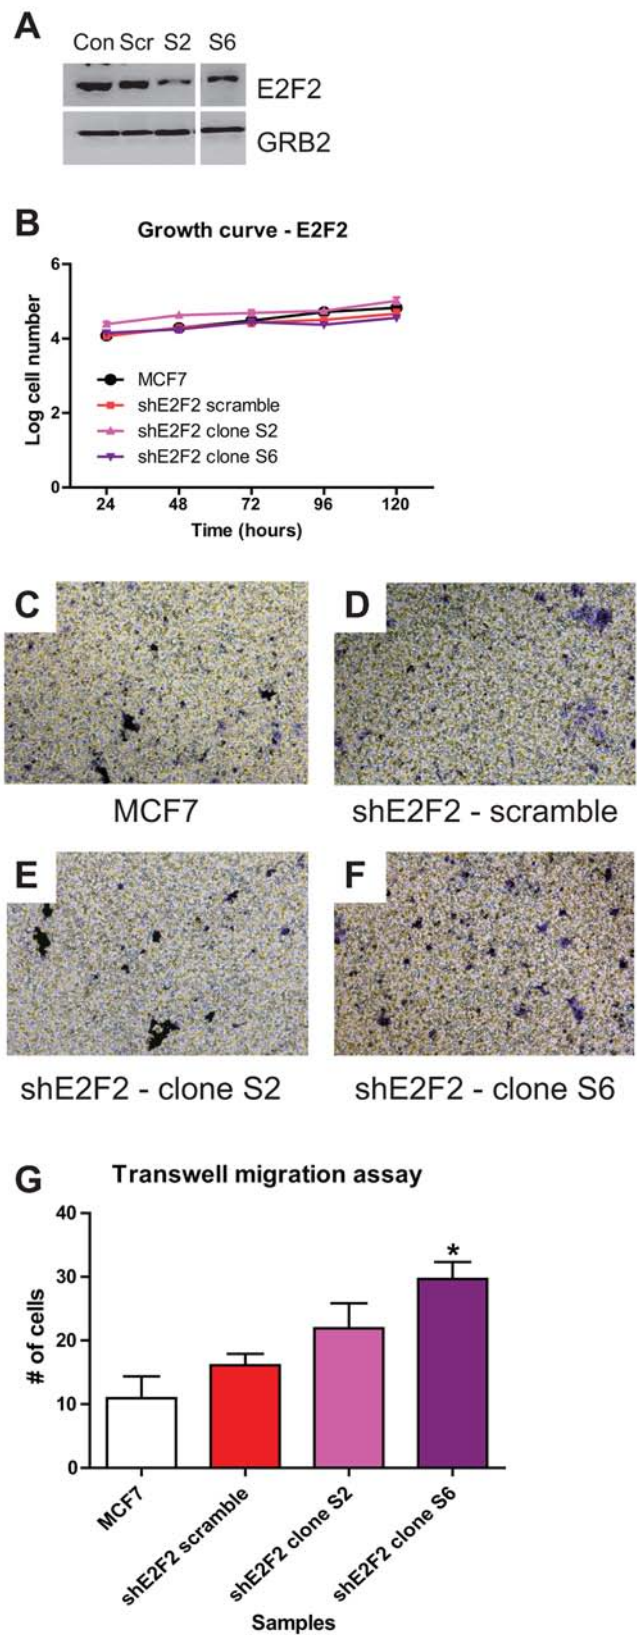 A
Con Scr S2 S6
E2F2
GRB2
B
Growth curve - E2F2
Log cell number
6
4
2
0
MCF7
shE2F2 scramble
shE2F2 clone S2
shE2F2 clone S6
24 48 72 96 120
Time (hours)
C
D
MCF7
shE2F2 - scramble
E
F
shE2F2 - clone S2
shE2F2 - clone S6
G
Transwell migration assay
# of cells
40
30
20
10
0
*
MCF7
shE2F2 scramble
shE2F2 clone S2
shE2F2 clone S6
Samples